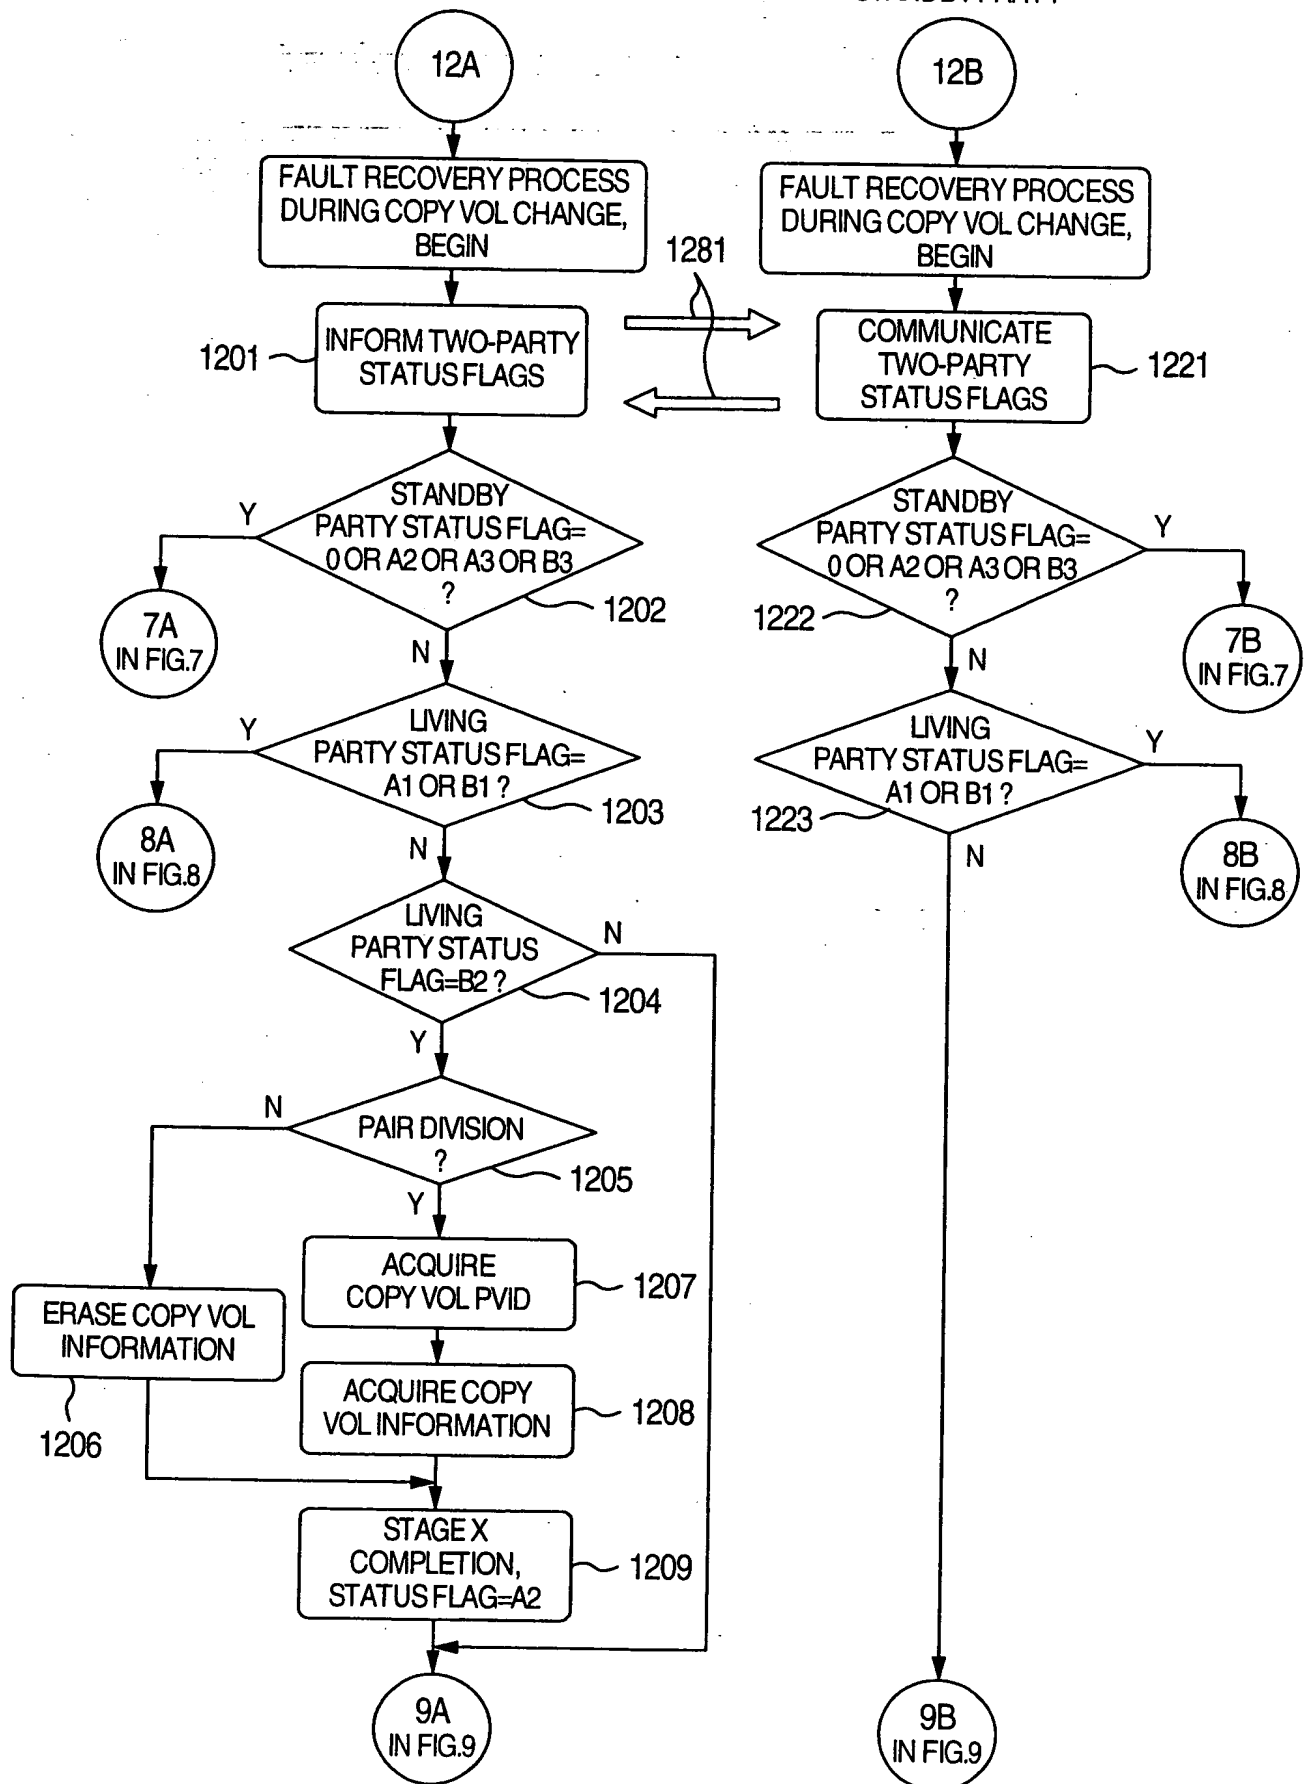 12A
FAULT RECOVERY PROCESS
DURING COPY VOL CHANGE,
BEGIN
1281
1201
INFORM TWO-PARTY
STATUS FLAGS
STANDBY
PARTY STATUS FLAG=
0 OR A2 OR A3 OR B3
?
1202
Y
7A
IN FIG.7
N
LIVING
PARTY STATUS FLAG=
A1 OR B1 ?
1203
Y
8A
IN FIG.8
N
LIVING
PARTY STATUS
FLAG=B2 ?
1204
N
Y
PAIR DIVISION
?
1205
N
Y
ERASE COPY VOL
INFORMATION
1206
ACQUIRE
COPY VOL PVID
1207
ACQUIRE COPY
VOL INFORMATION
1208
STAGE X
COMPLETION,
STATUS FLAG=A2
1209
9A
IN FIG.9
12B
FAULT RECOVERY PROCESS
DURING COPY VOL CHANGE,
BEGIN
COMMUNICATE
TWO-PARTY
STATUS FLAGS
1221
STANDBY
PARTY STATUS FLAG=
0 OR A2 OR A3 OR B3
?
1222
Y
7B
IN FIG.7
N
LIVING
PARTY STATUS FLAG=
A1 OR B1 ?
1223
Y
8B
IN FIG.8
N
9B
IN FIG.9